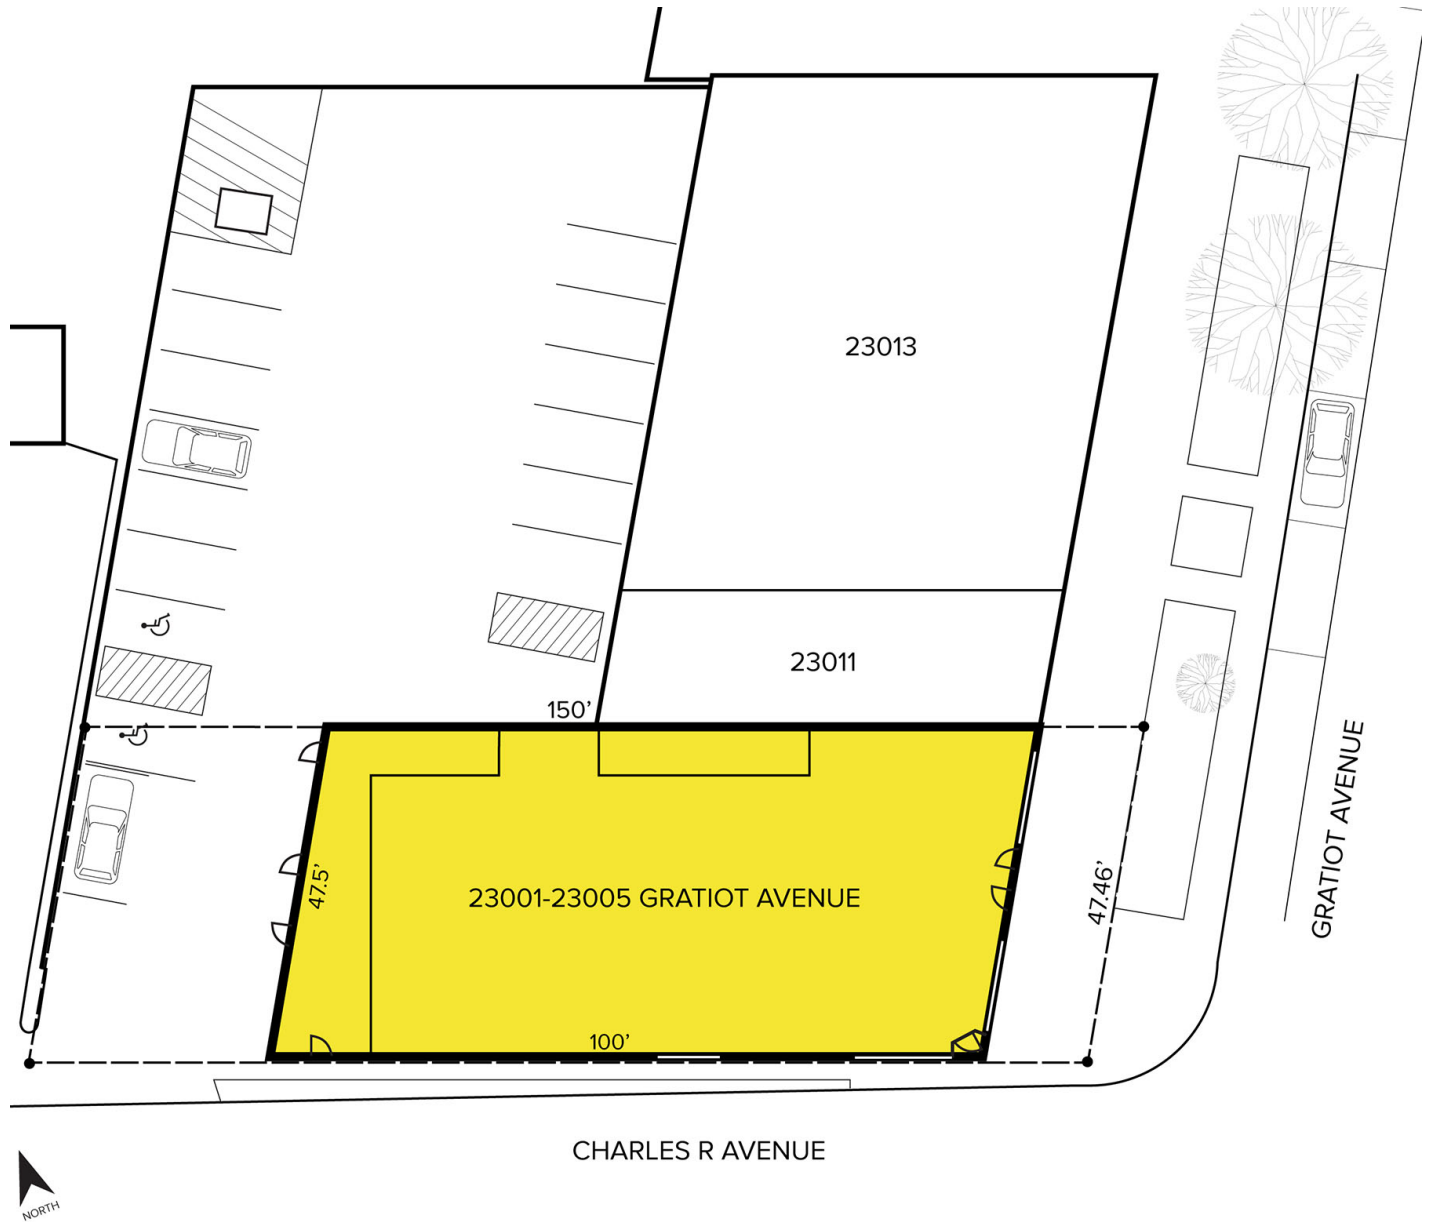 23013
23011
150’
47.5’
23001-23005 GRATIOT AVENUE
47.46’
GRATIOT AVENUE
100’
CHARLES R AVENUE
NORTH